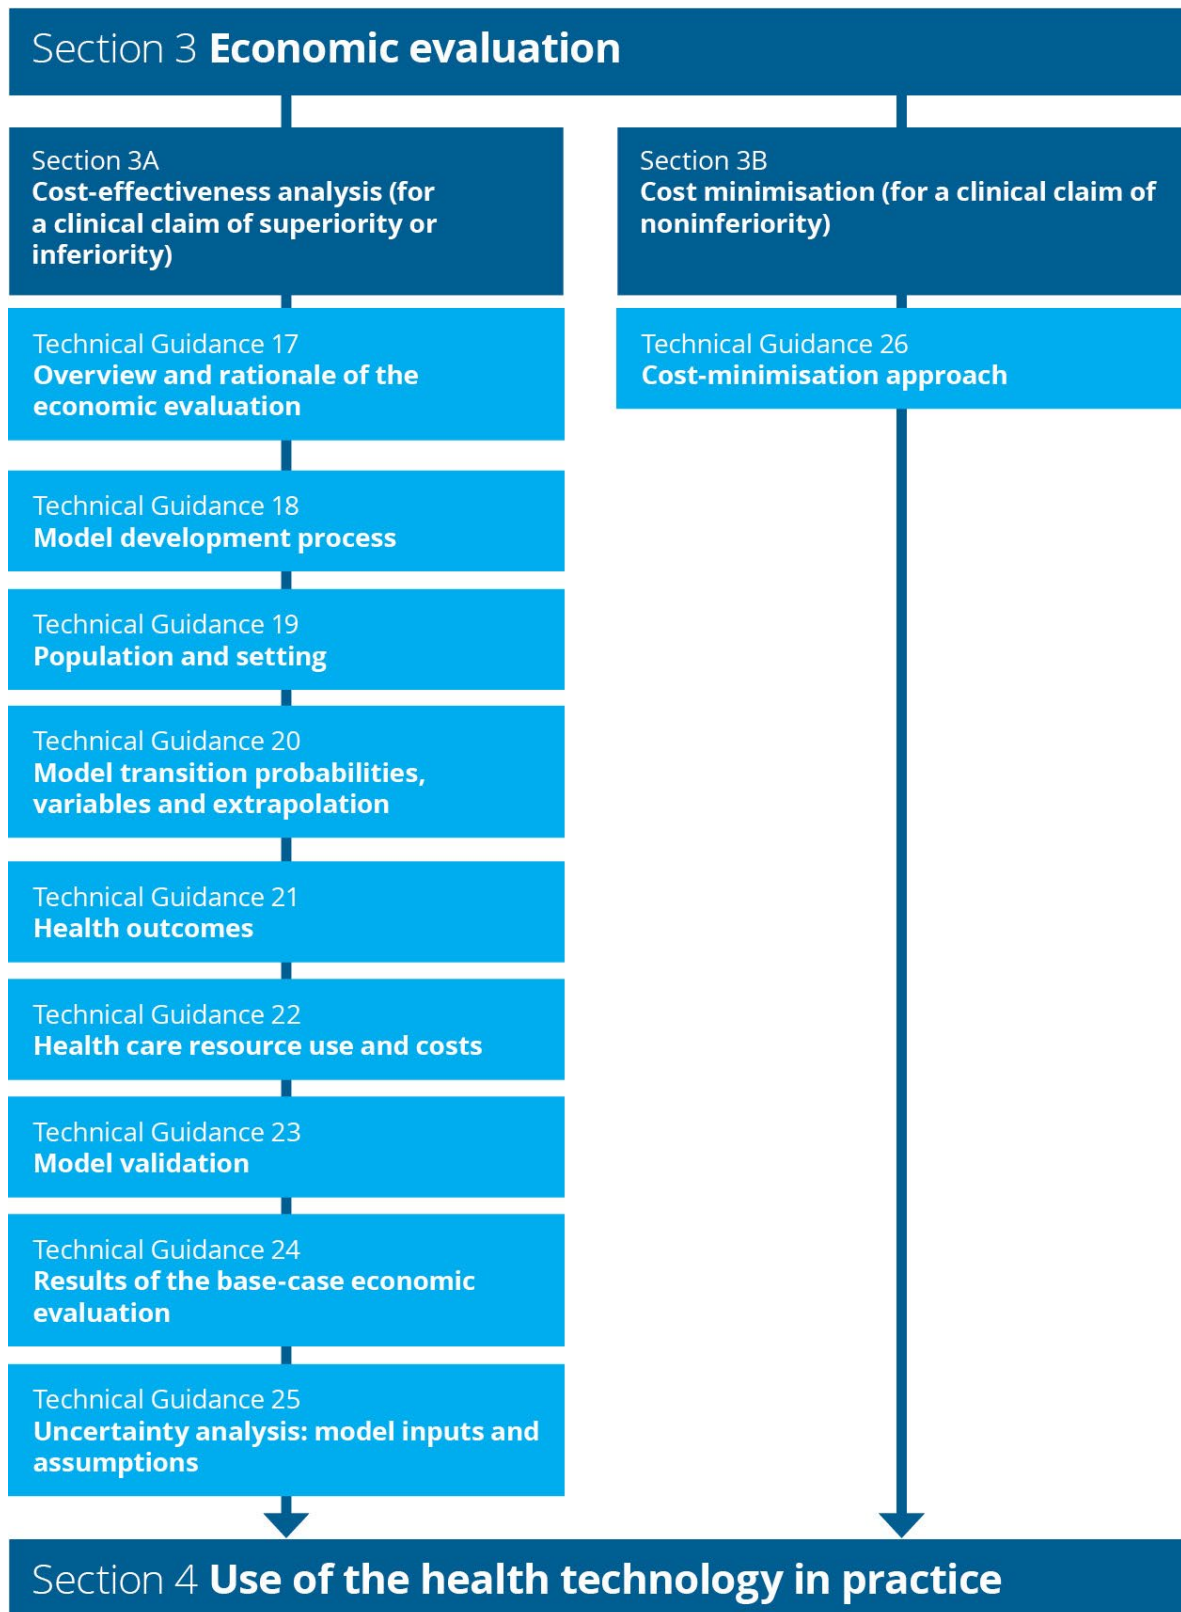 Section 3 Economic evaluation
Section 3A
Cost-effectiveness analysis (for
a clinical claim of superiority or
inferiority)
Technical Guidance 17
Overview and rationale of the
economic evaluation
Technical Guidance 18
Model development process
Technical Guidance 19
Population and setting
Technical Guidance 20
Model transition probabilities,
variables and extrapolation
Technical Guidance 21
Health outcomes
Technical Guidance 22
Health care resource use and costs
Technical Guidance 23
Model validation
Technical Guidance 24
Results of the base-case economic
evaluation
Technical Guidance 25
Uncertainty analysis: model inputs and
assumptions
Section 3B
Cost minimisation (for a clinical claim of
noninferiority)
Technical Guidance 26
Cost-minimisation approach
Section 4 Use of the health technology in practice